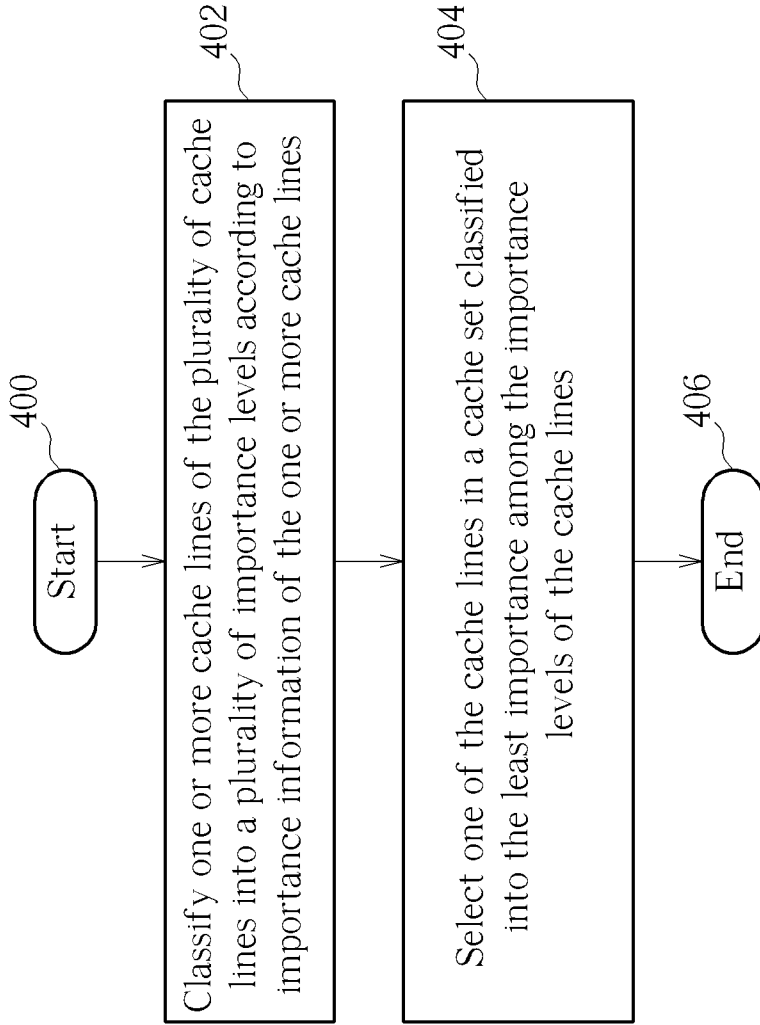 400
Start
402
Classify one or more cache lines of the plurality of cache
lines into a plurality of importance levels according to
importance information of the one or more cache lines
404
Select one of the cache lines in a cache set classified
into the least importance among the importance
levels of the cache lines
406
End